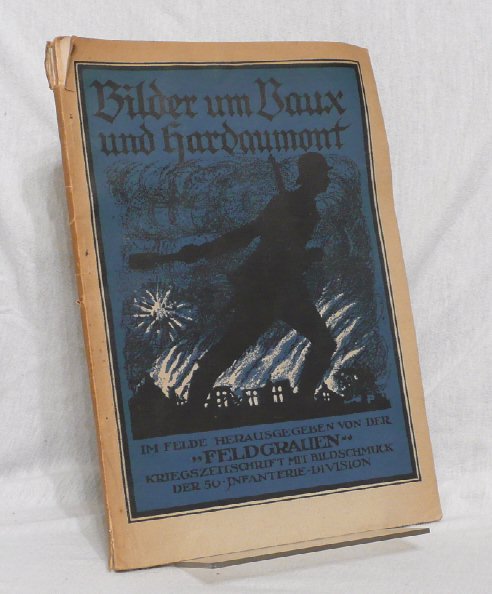 Bilder um Vaux
und Hardaumont
IM FELDE HERAUSGEGEBEN VON DER
„FELDGRAUEN“
KRIEGSZEITSCHRIFT MIT BILDSCHMUCK
DER 50·INFANTERIE-DIVISION